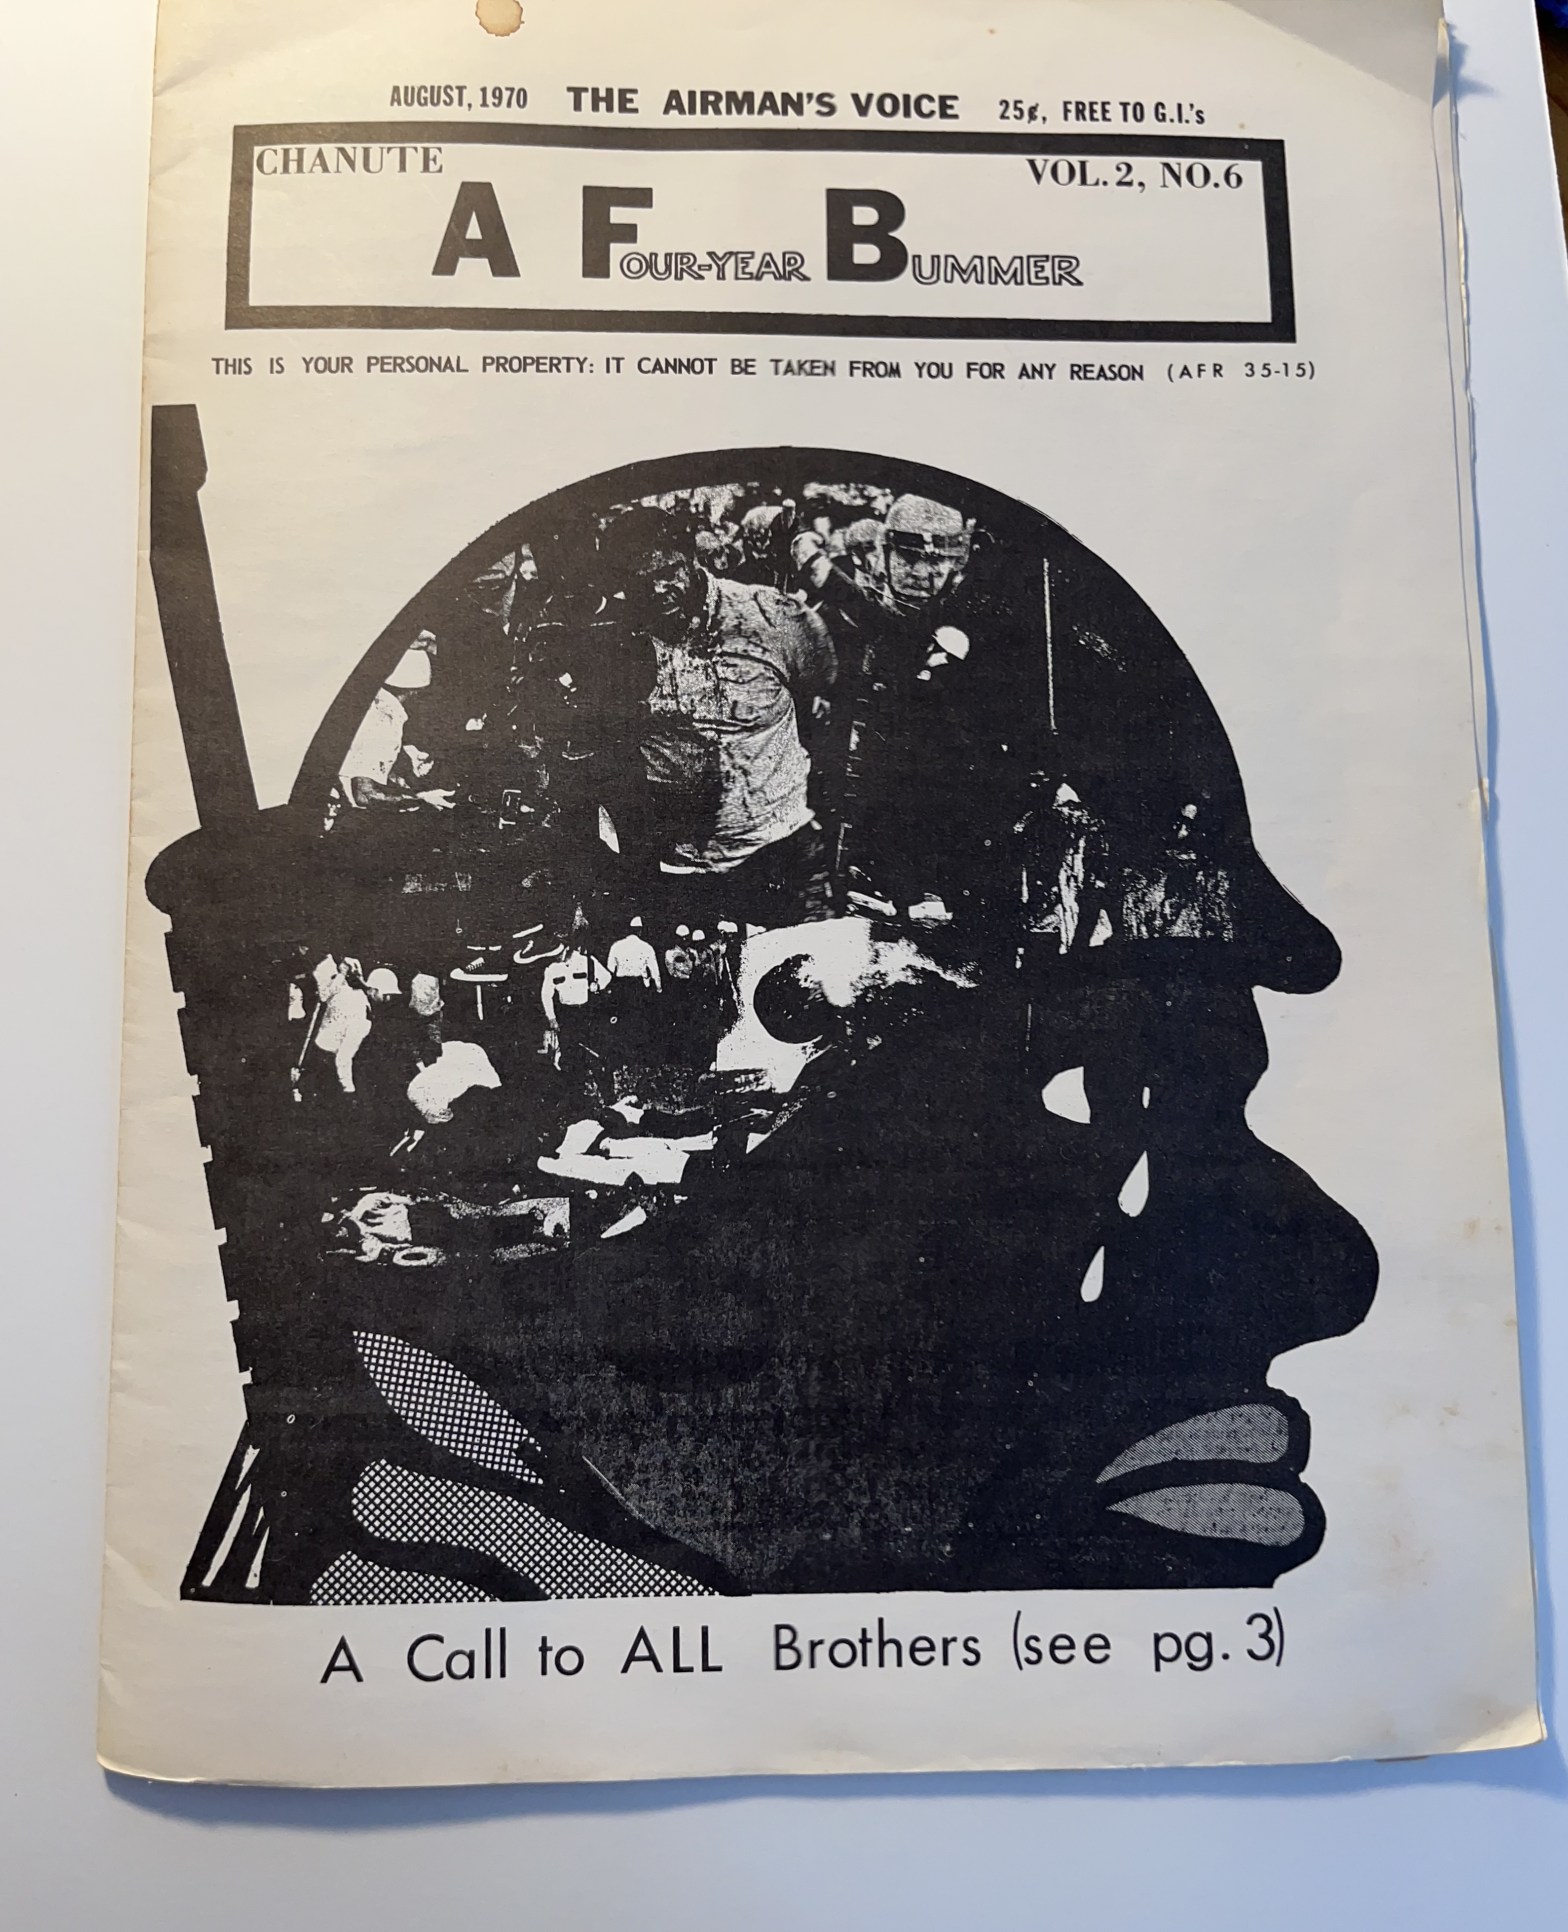 AUGUST, 1970 THE AIRMAN'S VOICE 25¢, FREE TO G.I.'s
CHANUTE VOL. 2, NO. 6
A FOUR-YEAR BUMMER
THIS IS YOUR PERSONAL PROPERTY: IT CANNOT BE TAKEN FROM YOU FOR ANY REASON (AFR 35-15)
A Call to ALL Brothers (see pg. 3)